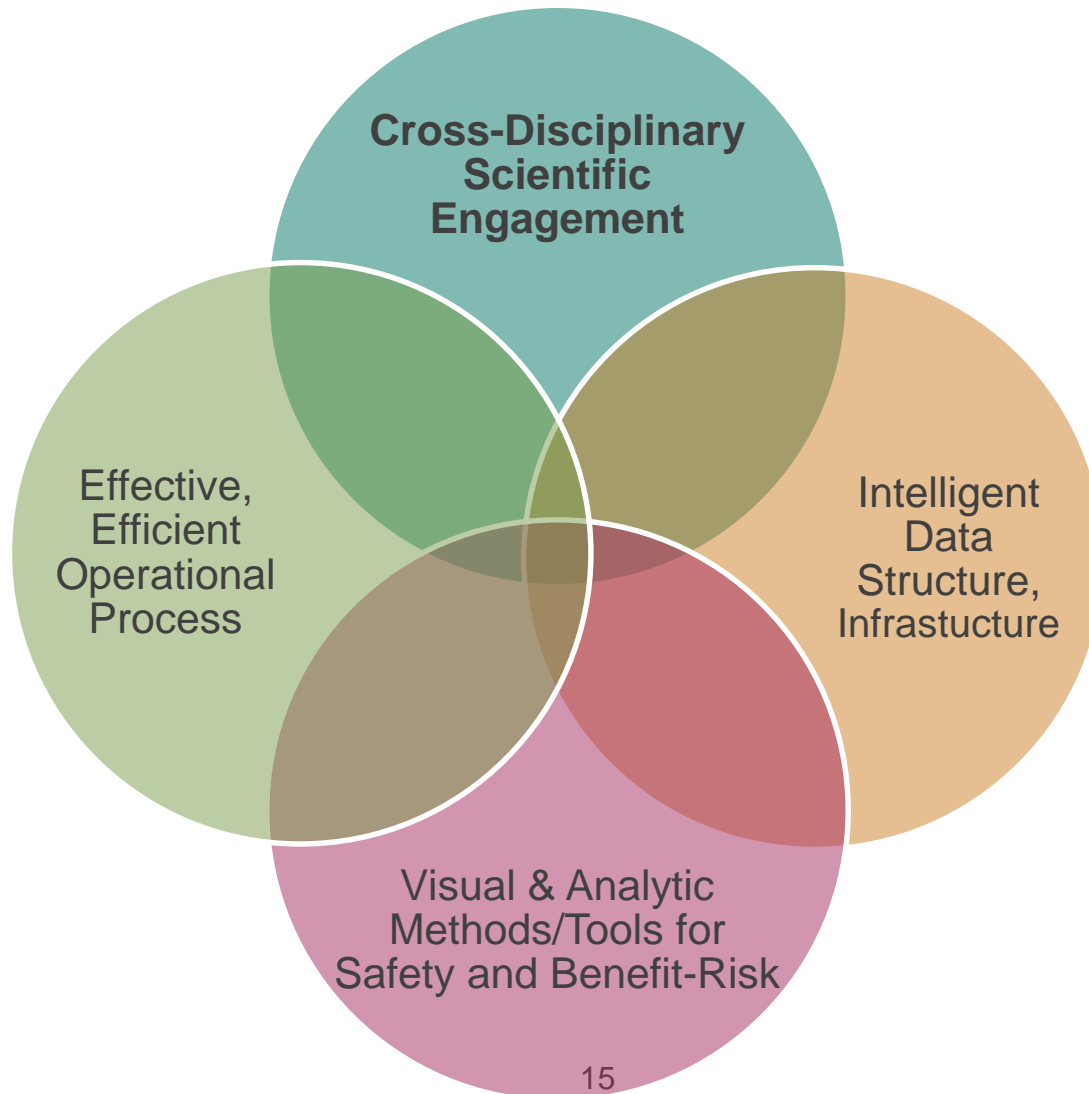 Cross-Disciplinary
Scientific
Engagement
Effective,
Efficient
Operational
Process
Intelligent
Data
Structure,
Infrastucture
Visual & Analytic
Methods/Tools for
Safety and Benefit-Risk
15